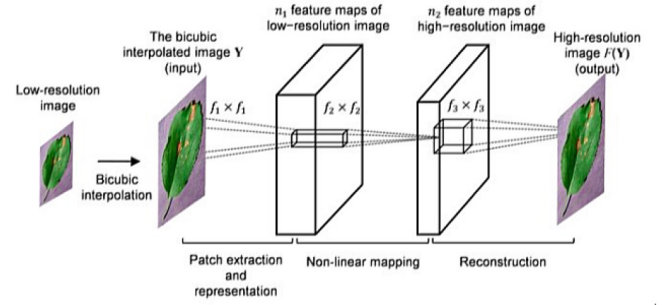 Low-resolution
image
Bicubic
interpolation
The bicubic
interpolated image Y
(input)
f₁ × f₁
n₁ feature maps of
low-resolution image
f₂ × f₂
n₂ feature maps of
high-resolution image
f₃ × f₃
High-resolution
image F(Y)
(output)
Patch extraction
and
representation
Non-linear mapping
Reconstruction